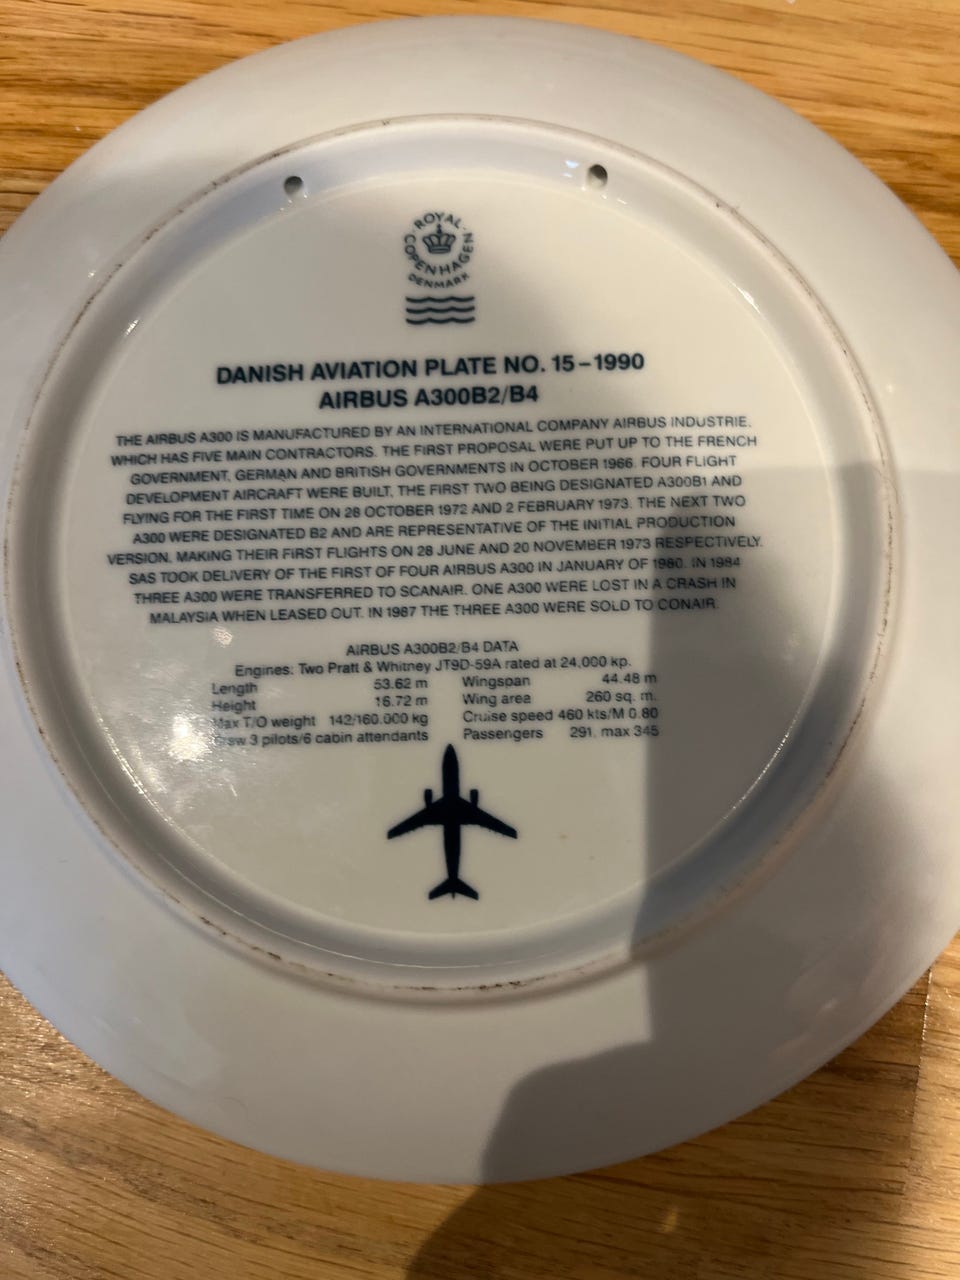 ROYAL
COPENHAGEN
DENMARK
DANISH AVIATION PLATE NO. 15-1990
AIRBUS A300B2/B4
THE AIRBUS A300 IS MANUFACTURED BY AN INTERNATIONAL COMPANY AIRBUS INDUSTRIE,
WHICH HAS FIVE MAIN CONTRACTORS. THE FIRST PROPOSAL WERE PUT UP TO THE FRENCH
GOVERNMENT, GERMAN AND BRITISH GOVERNMENTS IN OCTOBER 1966. FOUR FLIGHT
DEVELOPMENT AIRCRAFT WERE BUILT, THE FIRST TWO BEING DESIGNATED A300B1 AND
FLYING FOR THE FIRST TIME ON 28 OCTOBER 1972 AND 2 FEBRUARY 1973. THE NEXT TWO
A300 WERE DESIGNATED B2 AND ARE REPRESENTATIVE OF THE INITIAL PRODUCTION
VERSION, MAKING THEIR FIRST FLIGHTS ON 28 JUNE AND 20 NOVEMBER 1973 RESPECTIVELY.
SAS TOOK DELIVERY OF THE FIRST OF FOUR AIRBUS A300 IN JANUARY OF 1980. IN 1984
THREE A300 WERE TRANSFERRED TO SCANAIR. ONE A300 WERE LOST IN A CRASH IN
MALAYSIA WHEN LEASED OUT. IN 1987 THE THREE A300 WERE SOLD TO CONAIR.
AIRBUS A300B2/B4 DATA
Engines: Two Pratt & Whitney JT9D-59A rated at 24.000 kp.
Length 53.62 m Wingspan 44.48 m
Height 16.72 m Wing area 260 sq. m.
Max T/O weight 142/160.000 kg Cruise speed 460 kts/M 0.80
Crew 3 pilots/6 cabin attendants Passengers 291. max 345